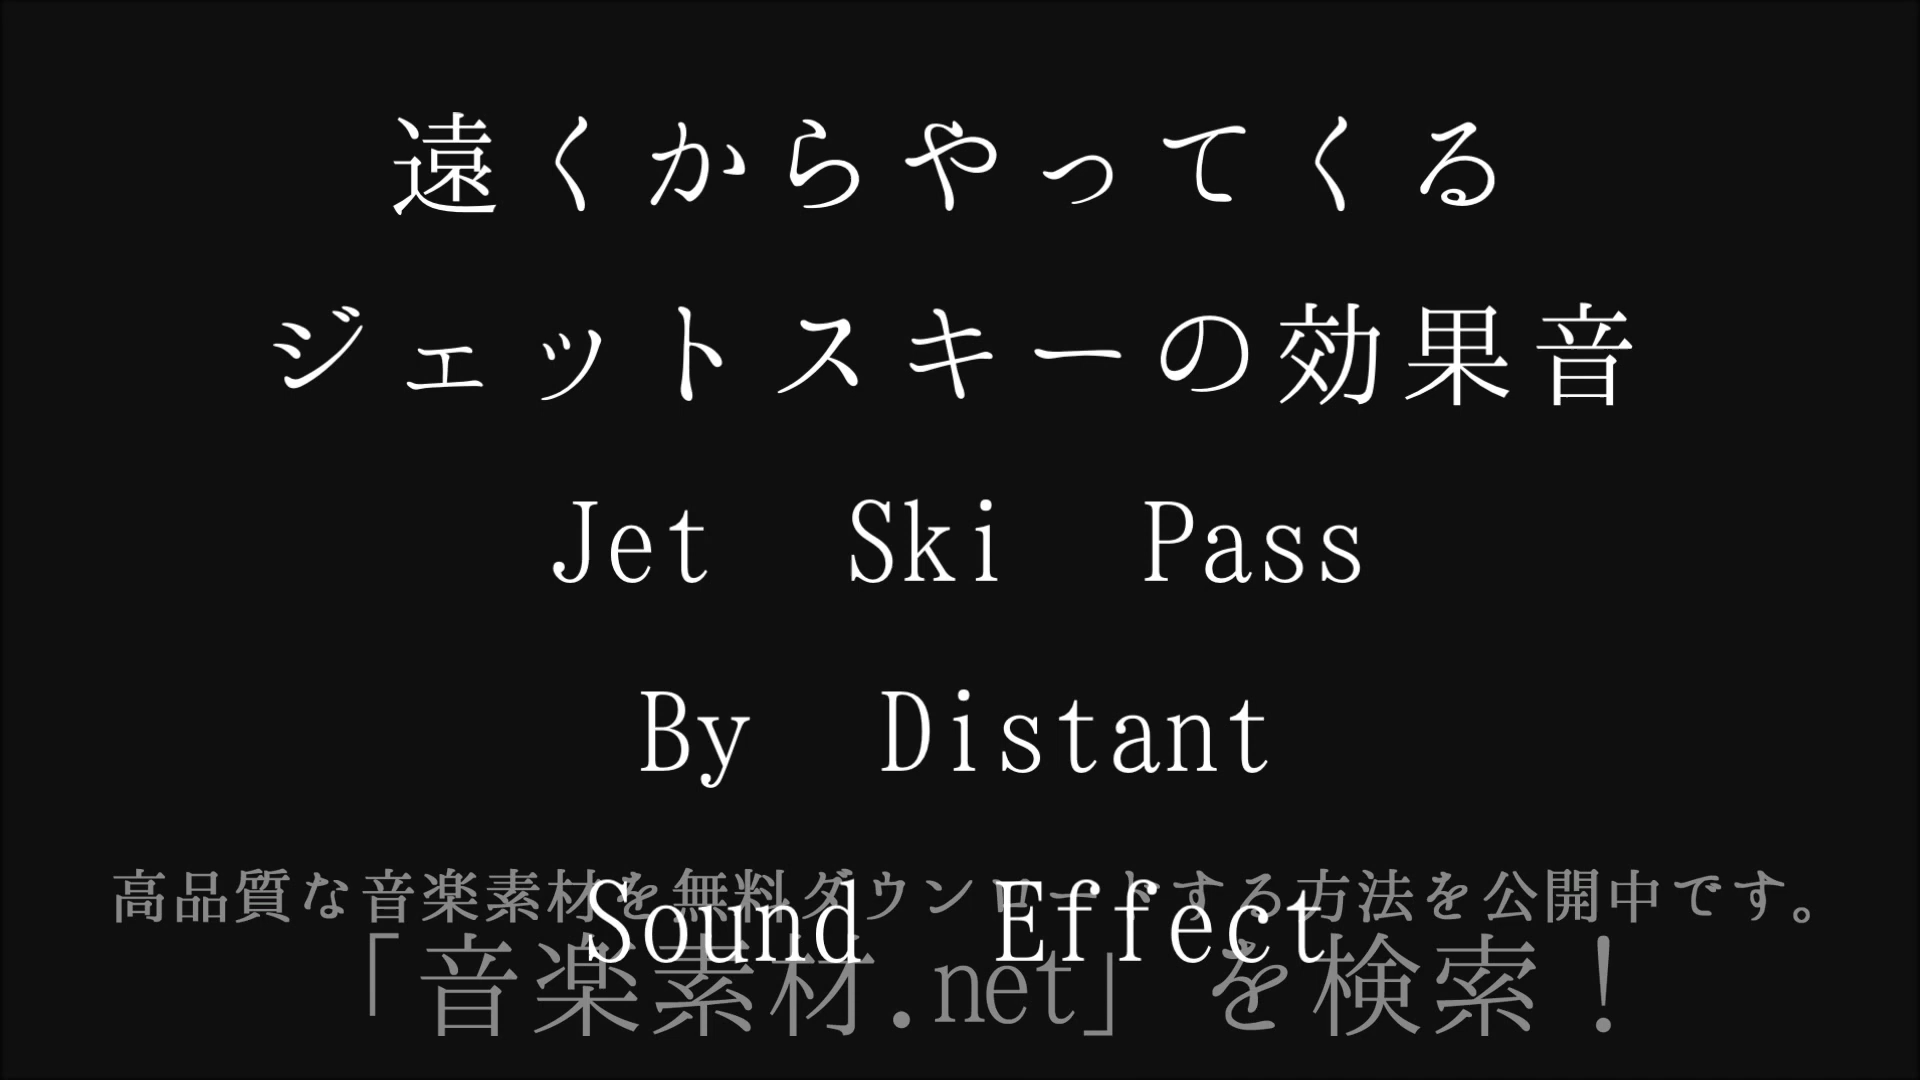 遠くからやってくる
ジェットスキーの効果音
Jet Ski Pass
By Distant
Sound Effect
高品質な音楽素材を無料ダウンロードする方法を公開中です。
「音楽素材.net」を検索！